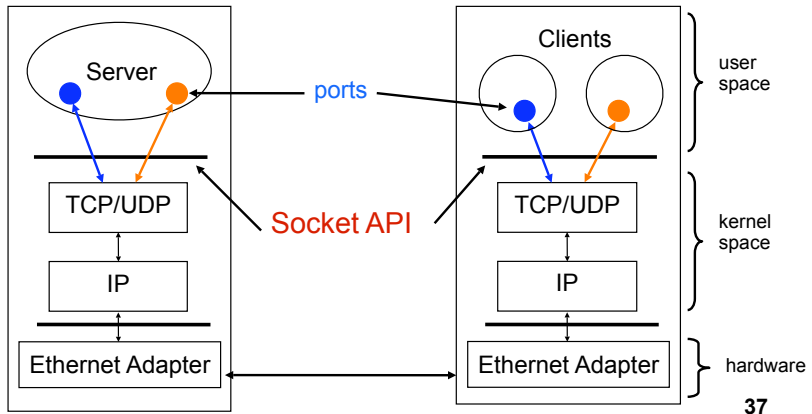 Server
ports
Clients
user
space
TCP/UDP
Socket API
TCP/UDP
kernel
space
IP
IP
Ethernet Adapter
Ethernet Adapter
hardware
37